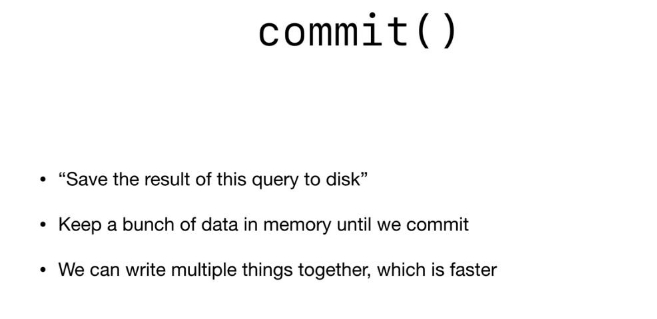 commit()
• “Save the result of this query to disk”
• Keep a bunch of data in memory until we commit
• We can write multiple things together, which is faster